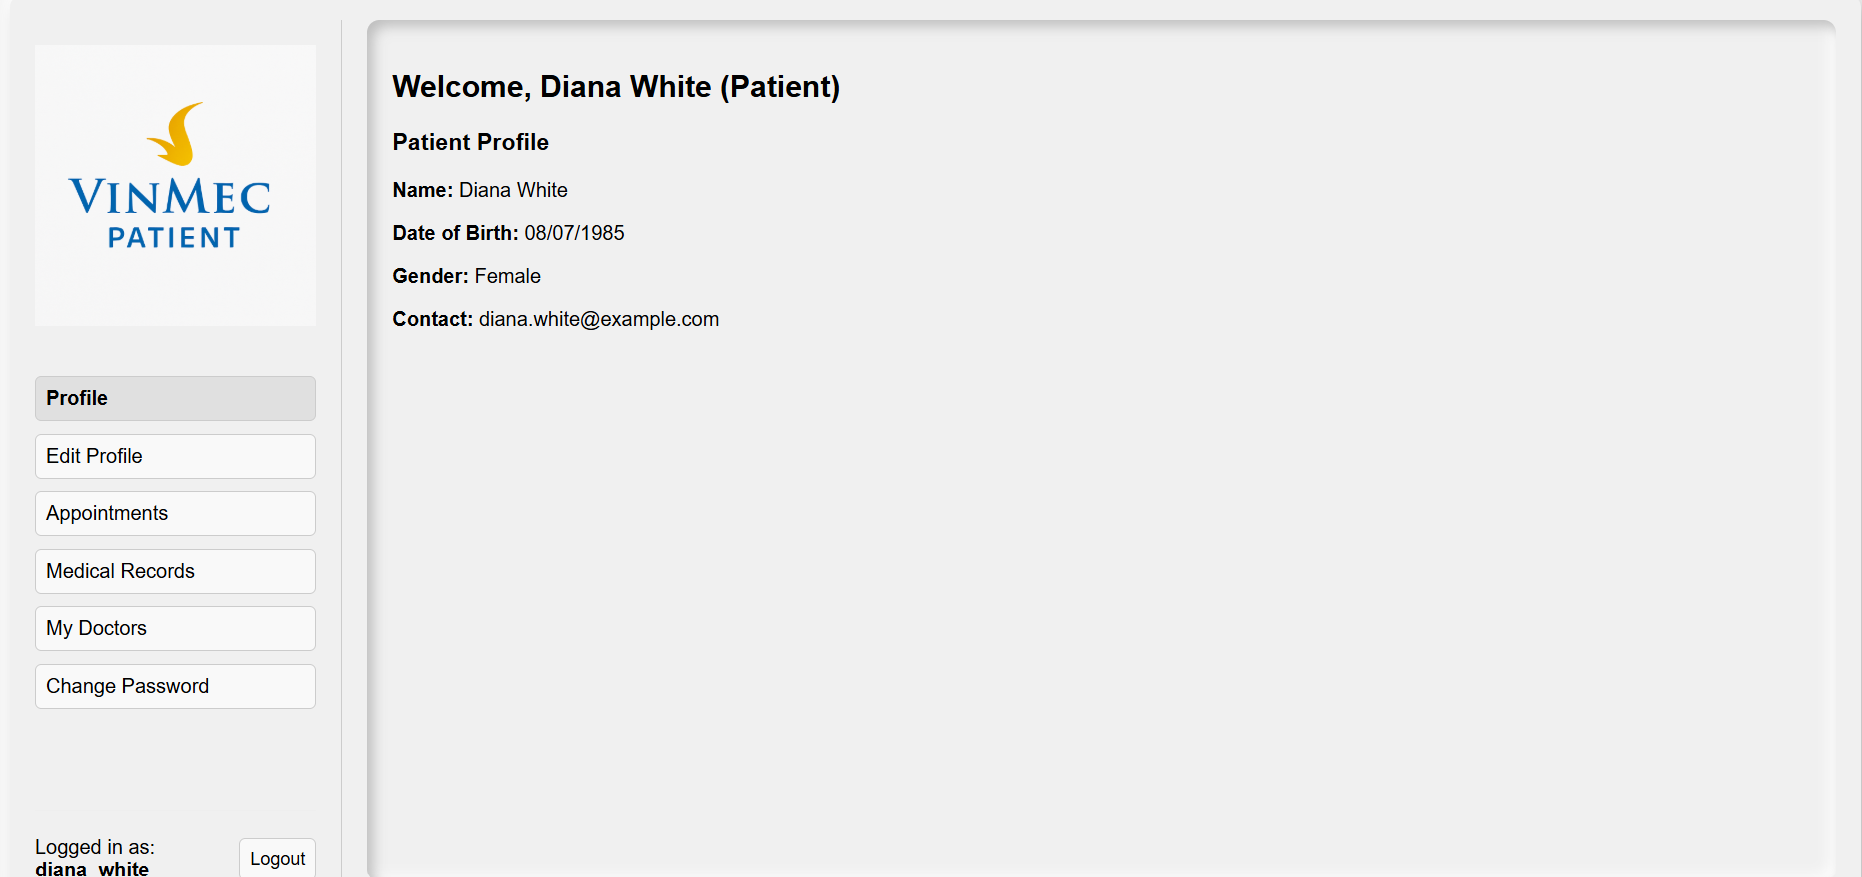 VINMEC
PATIENT
Profile
Edit Profile
Appointments
Medical Records
My Doctors
Change Password
Logged in as:
diana_white
Logout
Welcome, Diana White (Patient)
Patient Profile
Name: Diana White
Date of Birth: 08/07/1985
Gender: Female
Contact: diana.white@example.com